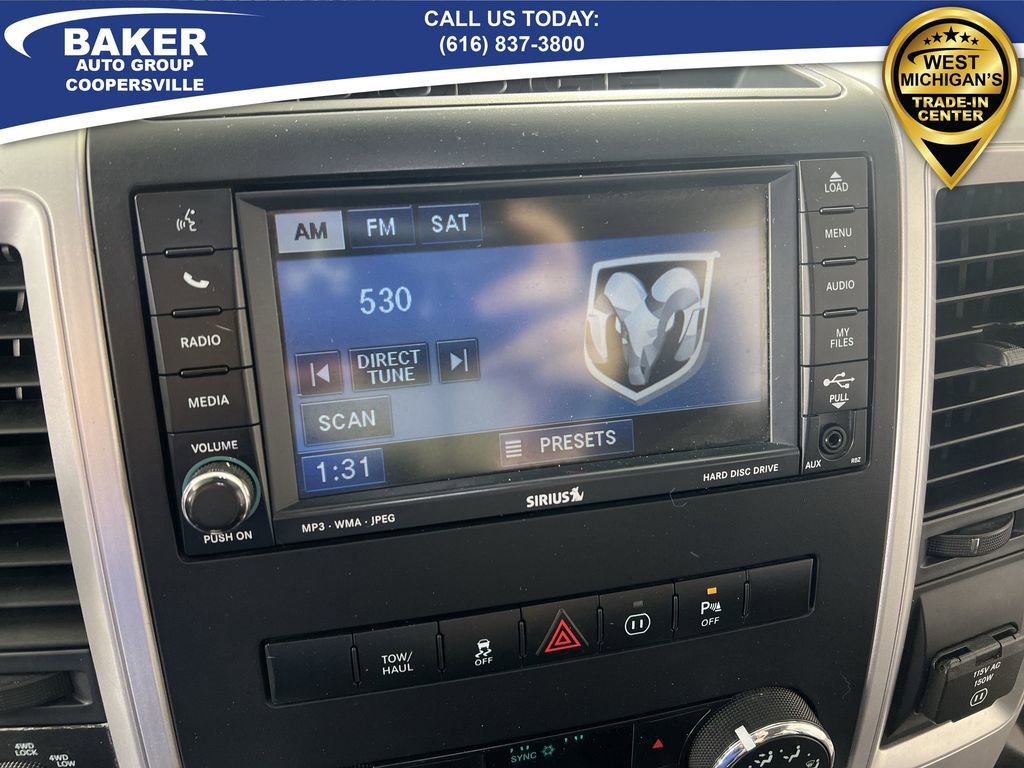 CALL US TODAY:
(616) 837-3800
BAKER
AUTO GROUP
COOPERSVILLE
WEST
MICHIGAN'S
TRADE-IN
CENTER
LOAD
MENU
AUDIO
MY
FILES
PULL
AUX
RBZ
RADIO
MEDIA
VOLUME
PUSH ON
AM FM SAT
530
DIRECT
TUNE
SCAN
PRESETS
1:31
MP3 · WMA · JPEG
SIRIUS
HARD DISC DRIVE
TOW/
HAUL
OFF
P
OFF
115V AC
150W
4WD
LOCK
4WD
LOW
SYNC